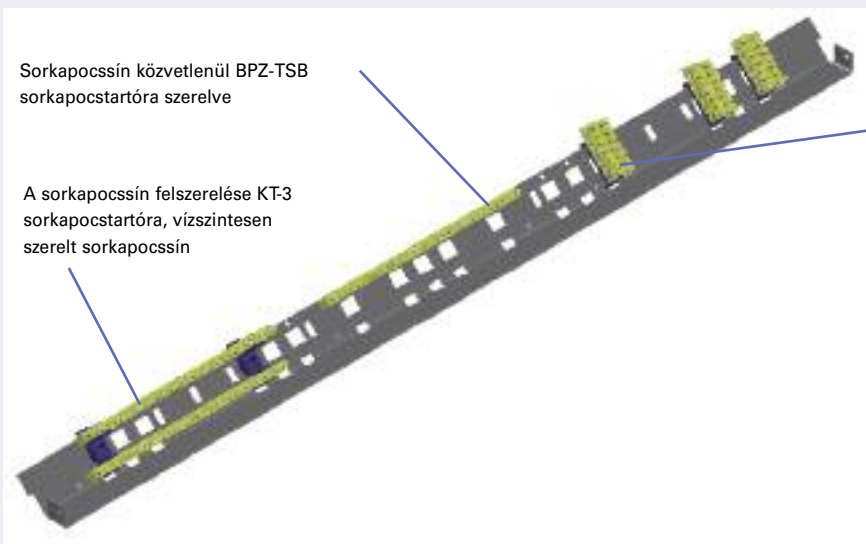 Sorkapocssín közvetlenül BPZ-TSB
sorkapocstartóra szerelve
A sorkapocssín felszerelése KT-3
sorkapocstartóra, vízszintesen
szerelt sorkapocssín